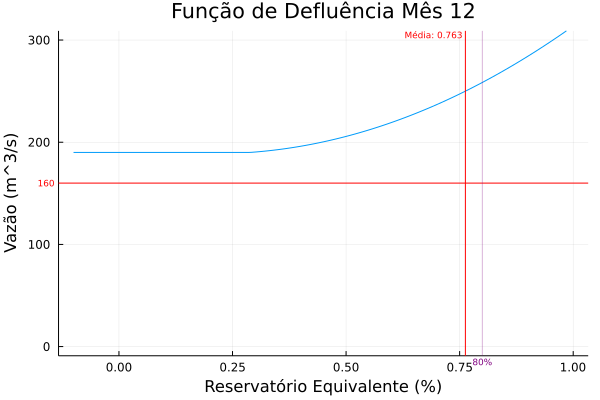 Função de Defluência Mês 12
Média: 0.763
Vazão (m^3/s)
300
200
160
100
0
0.00
0.25
0.50
0.75
80%
1.00
Reservatório Equivalente (%)